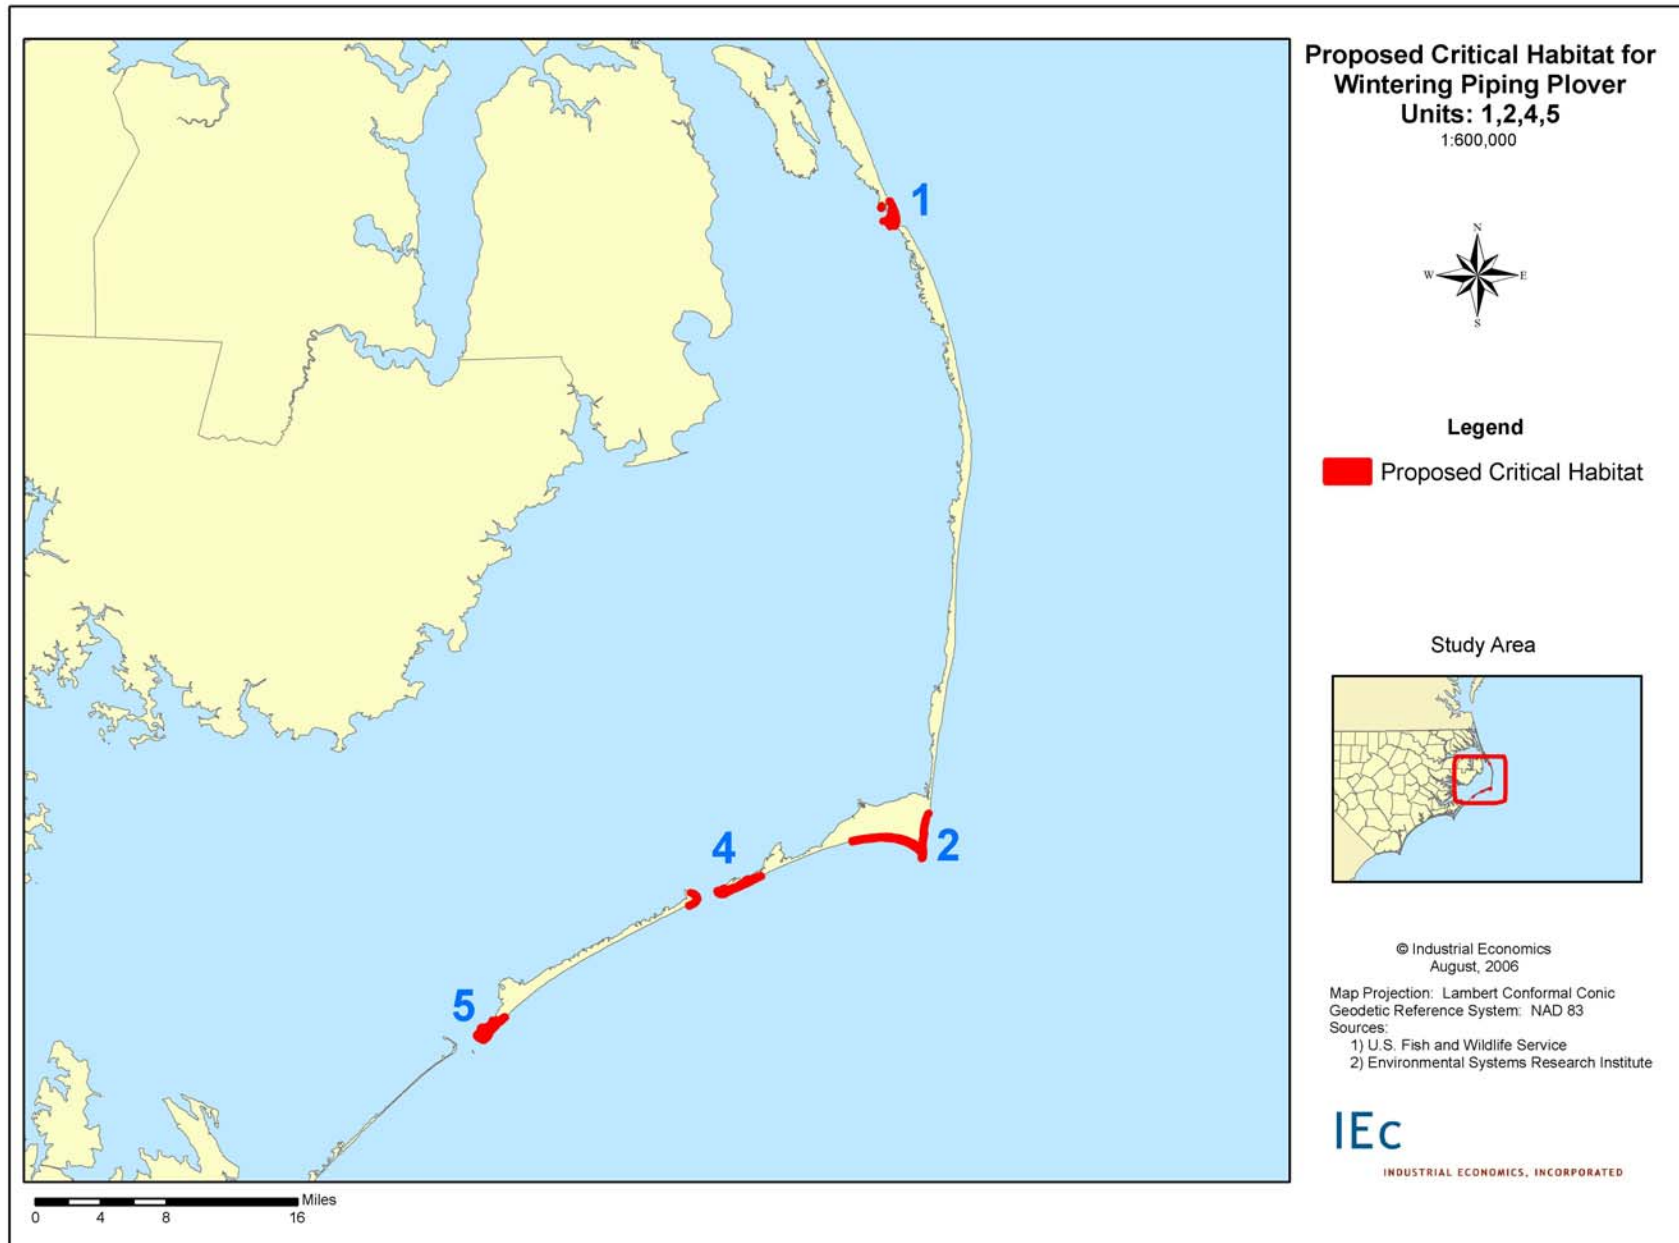 Proposed Critical Habitat for
Wintering Piping Plover
Units: 1,2,4,5
1:600,000
N
W
E
S
Legend
Proposed Critical Habitat
Study Area
© Industrial Economics
August, 2006
Map Projection: Lambert Conformal Conic
Geodetic Reference System: NAD 83
Sources:
1) U.S. Fish and Wildlife Service
2) Environmental Systems Research Institute
IEc
INDUSTRIAL ECONOMICS, INCORPORATED
1
2
4
5
Miles
0 4 8 16